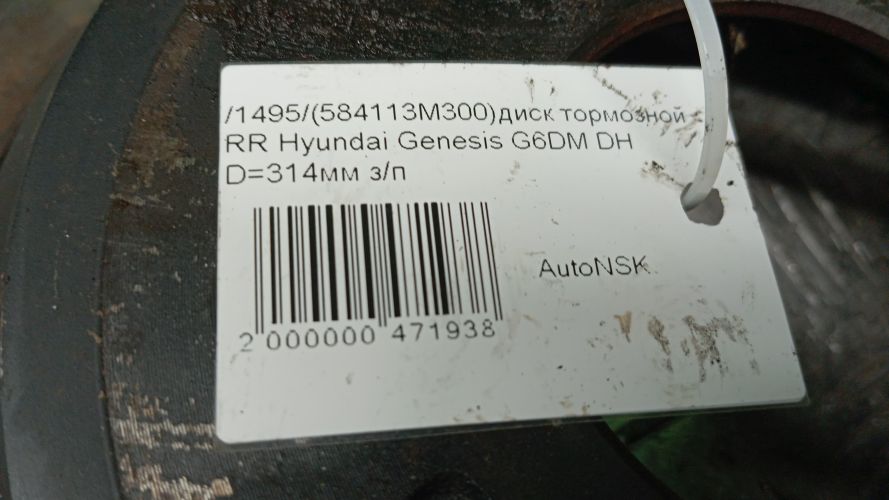 /1495/(584113M300)диск тормозной
RR Hyundai Genesis G6DM DH
D=314мм з/п
AutoNSK
2 000000 471938